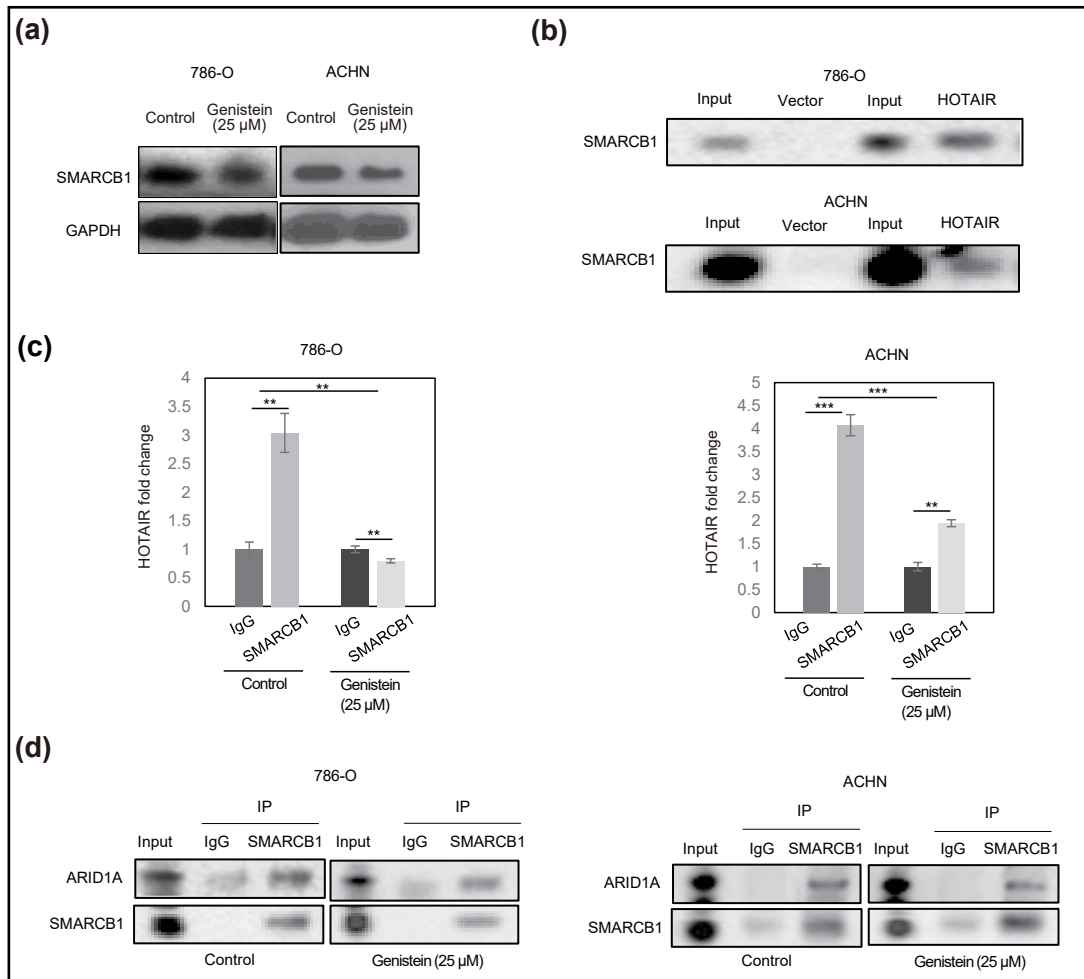 (a)
786-O ACHN
Control Genistein (25 μM) Control Genistein (25 μM)
SMARCB1
GAPDH
(b)
786-O
Input Vector Input HOTAIR
SMARCB1
ACHN
Input Vector Input HOTAIR
SMARCB1
(c)
786-O
HOTAIR fold change
4
3.5
3
2.5
2
1.5
1
0.5
0
**
**
**
IgG SMARCB1 IgG SMARCB1
Control Genistein
(25 μM)
ACHN
HOTAIR fold change
5
4.5
4
3.5
3
2.5
2
1.5
1
0.5
0
***
***
**
IgG SMARCB1 IgG SMARCB1
Control Genistein
(25 μM)
(d)
786-O
IP IP
Input IgG SMARCB1 Input IgG SMARCB1
ARID1A
SMARCB1
Control Genistein (25 μM)
ACHN
IP IP
Input IgG SMARCB1 Input IgG SMARCB1
ARID1A
SMARCB1
Control Genistein (25 μM)